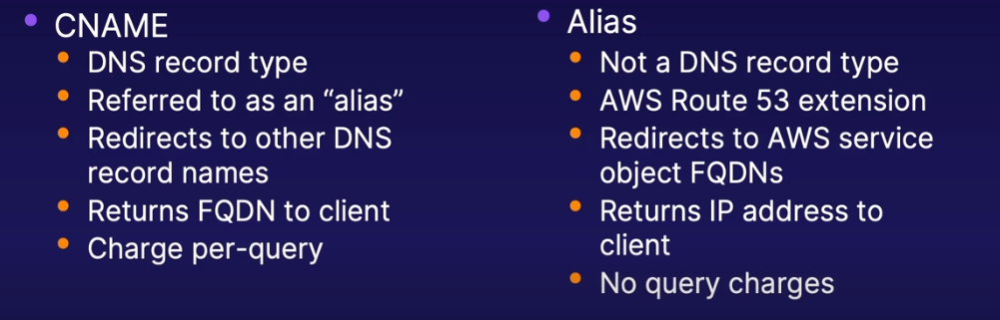 CNAME
DNS record type
Referred to as an “alias”
Redirects to other DNS
record names
Returns FQDN to client
Charge per-query
Alias
Not a DNS record type
AWS Route 53 extension
Redirects to AWS service
object FQDNs
Returns IP address to
client
No query charges